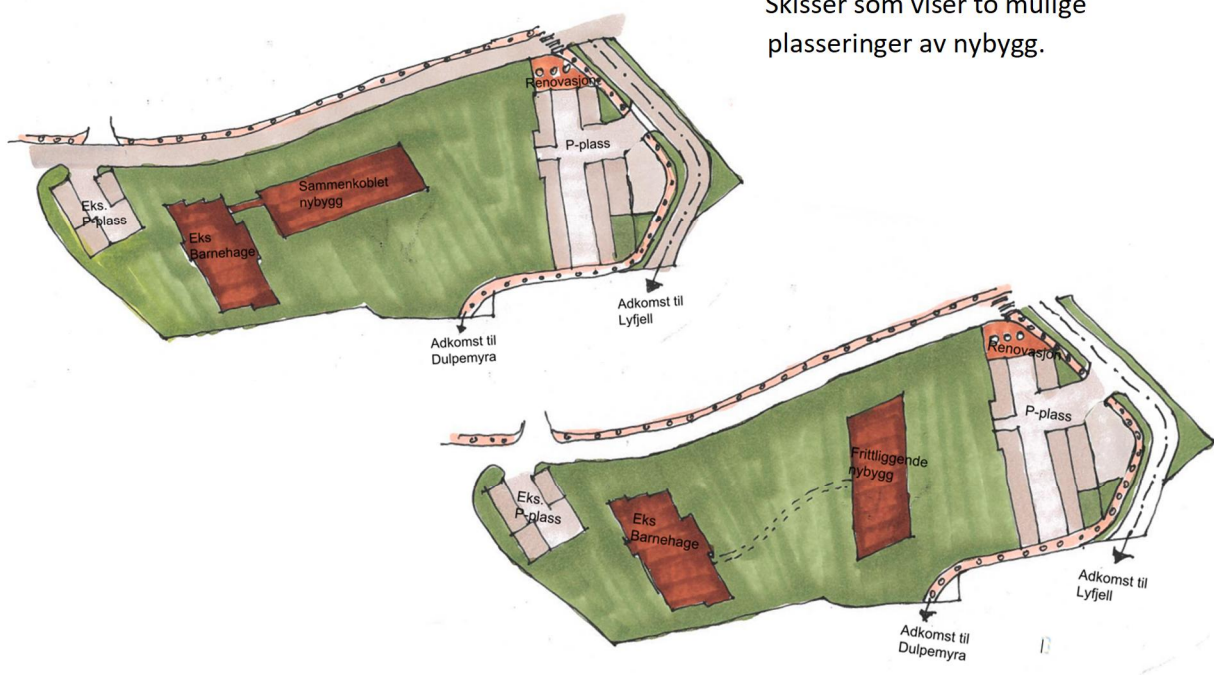 Skisser som viser to mulige
plasseringer av nybygg.
Renovasjon
P-plass
Sammenkoblet
nybygg
Eks.
P-plass
Eks
Barnehage
Adkomst til
Lyfjell
Adkomst til
Dulpemyra
Renovasjon
P-plass
Frittliggende
nybygg
Eks.
P-plass
Eks
Barnehage
Adkomst til
Lyfjell
Adkomst til
Dulpemyra